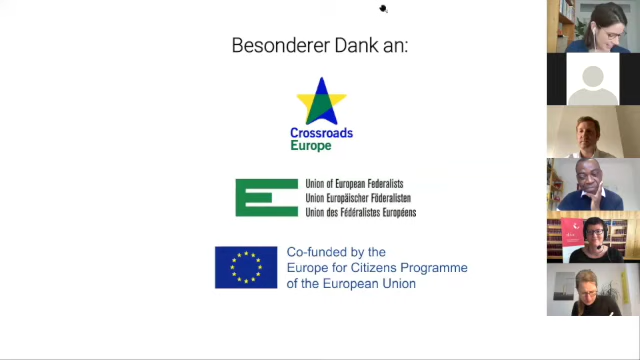 Besonderer Dank an:
Crossroads
Europe
Union of European Federalists
Union Europäischer Föderalisten
Union des Fédéralistes Européens
Co-funded by the
Europe for Citizens Programme
of the European Union